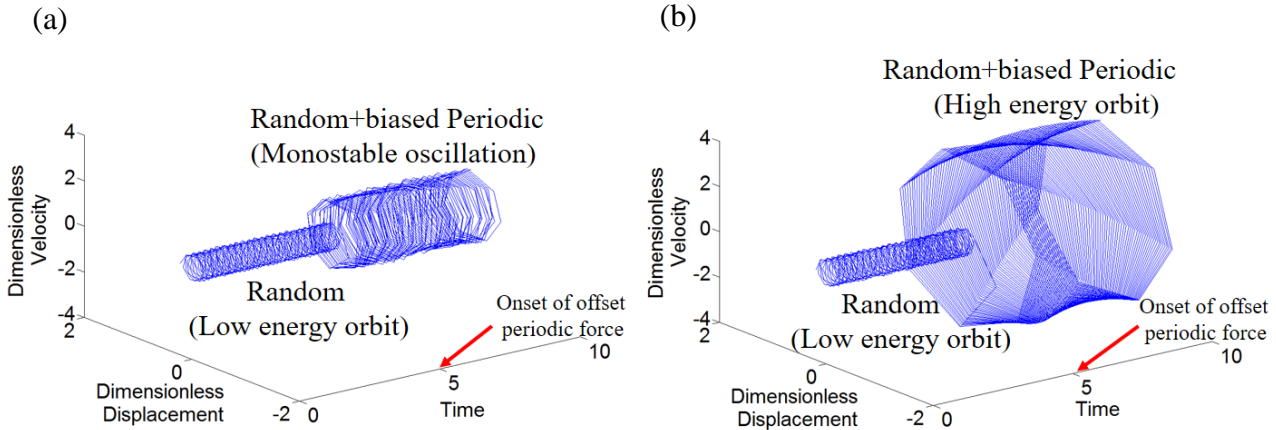 (a)
Random+biased Periodic
(Monostable oscillation)
4
2
0
-2
-4
Dimensionless
Velocity
Random
(Low energy orbit)
Onset of offset
periodic force
2
0
-2
Dimensionless
Displacement
0
5
10
Time
(b)
Random+biased Periodic
(High energy orbit)
4
2
0
-2
-4
Dimensionless
Velocity
Random
(Low energy orbit)
Onset of offset
periodic force
2
0
-2
Dimensionless
Displacement
0
5
10
Time